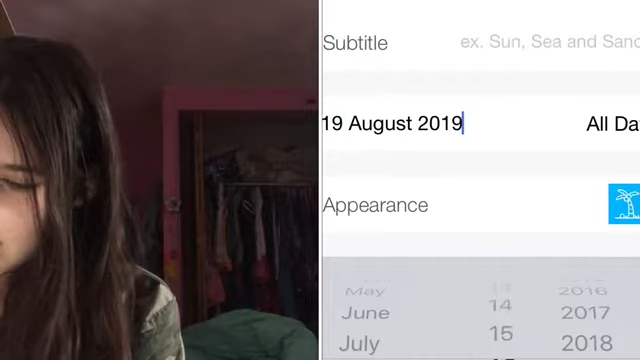 Subtitle ex. Sun, Sea and Sand
19 August 2019 All Da
Appearance
May 2016
June 14 2017
July 15 2018